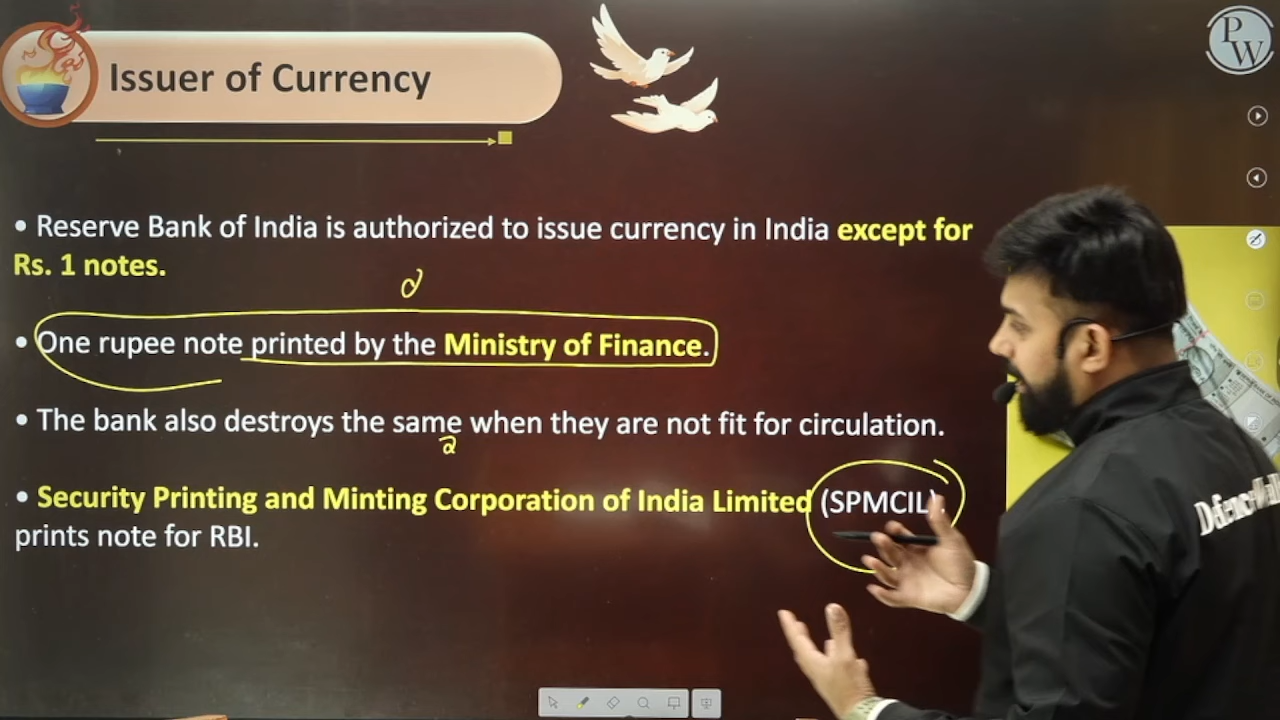 PW
Issuer of Currency
• Reserve Bank of India is authorized to issue currency in India except for
Rs. 1 notes.
• One rupee note printed by the Ministry of Finance.
• The bank also destroys the same when they are not fit for circulation.
• Security Printing and Minting Corporation of India Limited (SPMCIL).
prints note for RBI.